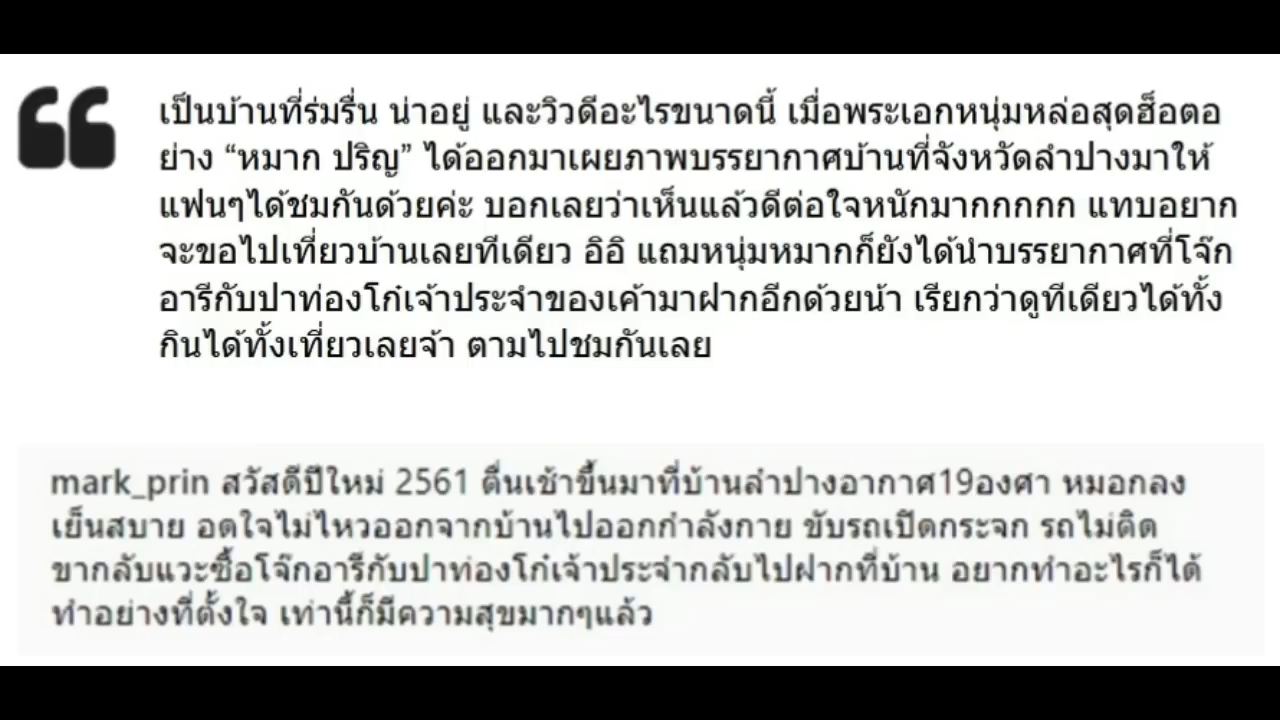 เป็นบ้านที่ร่มรื่น น่าอยู่ และวิวดีอะไรขนาดนี้ เมื่อพระเอกหนุ่มหล่อสุดฮ็อตอ
ย่าง “หมาก ปริญ” ได้ออกมาเผยภาพบรรยากาศบ้านที่จังหวัดลำปางมาให้
แฟนๆได้ชมกันด้วยค่ะ บอกเลยว่าเห็นแล้วดีต่อใจหนักมากกกกก แทบอยาก
จะขอไปเที่ยวบ้านเลยทีเดียว อิอิ แถมหนุ่มหมากก็ยังได้นำบรรยากาศที่โจ๊ก
อารีกับปาท่องโก๋เจ้าประจำของเค้ามาฝากอีกด้วยน้า เรียกว่าดูทีเดียวได้ทั้ง
กินได้ทั้งเที่ยวเลยจ้า ตามไปชมกันเลย
mark_prin สวัสดีปีใหม่ 2561 ตื่นเช้าขึ้นมาที่บ้านลำปางอากาศ19องศา หมอกลง
เย็นสบาย อดใจไม่ไหวออกจากบ้านไปออกกำลังกาย ขับรถเปิดกระจก รถไม่ติด
ขากลับแวะซื้อโจ๊กอารีกับปาท่องโก๋เจ้าประจำกลับไปฝากที่บ้าน อยากทำอะไรก็ได้
ทำอย่างที่ตั้งใจ เท่านี้ก็มีความสุขมากๆแล้ว